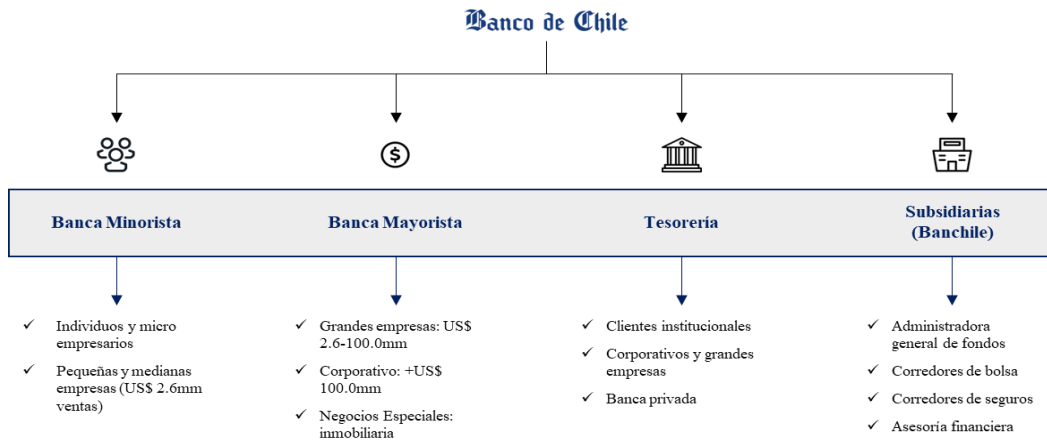 Banco de Chile
Banca Minorista
Banca Mayorista
Tesorería
Subsidiarias
(Banchile)
Individuos y micro
empresarios
Pequeñas y medianas
empresas (US$ 2.6mm
ventas)
Grandes empresas: US$
2.6-100.0mm
Corporativo: +US$
100.0mm
Negocios Especiales:
inmobiliaria
Clientes institucionales
Corporativos y grandes
empresas
Banca privada
Administradora
general de fondos
Corredores de bolsa
Corredores de seguros
Asesoría financiera